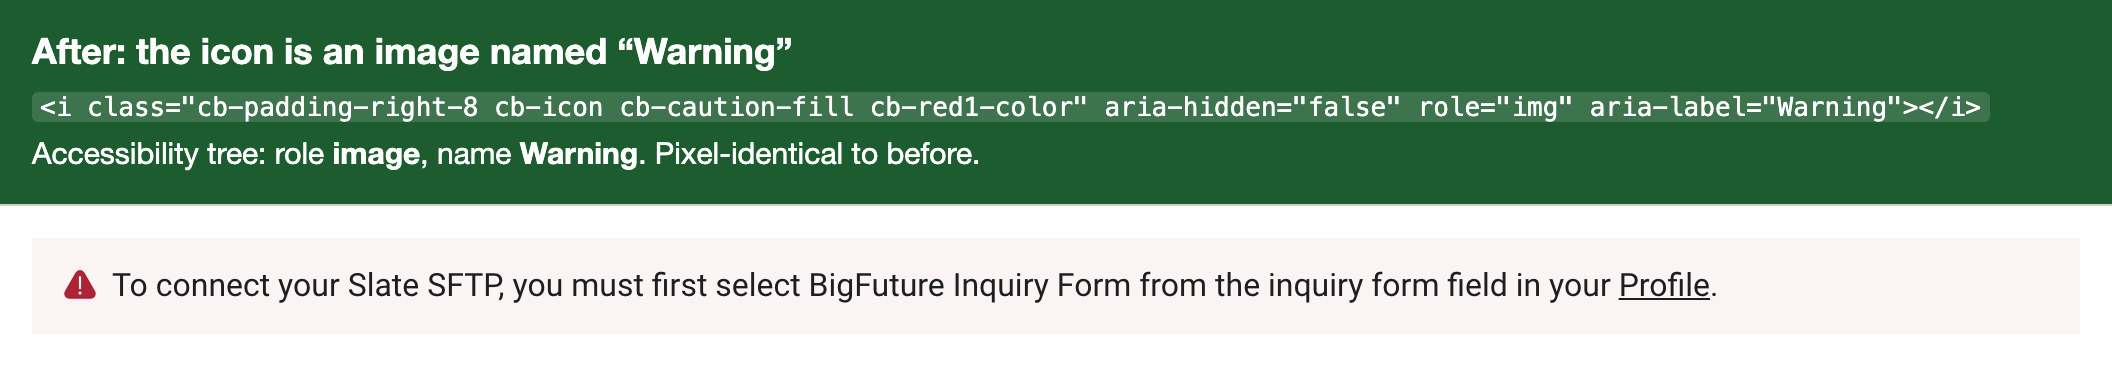 After: the icon is an image named “Warning”
<i class="cb-padding-right-8 cb-icon cb-caution-fill cb-red1-color" aria-hidden="false" role="img" aria-label="Warning"></i>
Accessibility tree: role image, name Warning. Pixel-identical to before.
To connect your Slate SFTP, you must first select BigFuture Inquiry Form from the inquiry form field in your Profile.